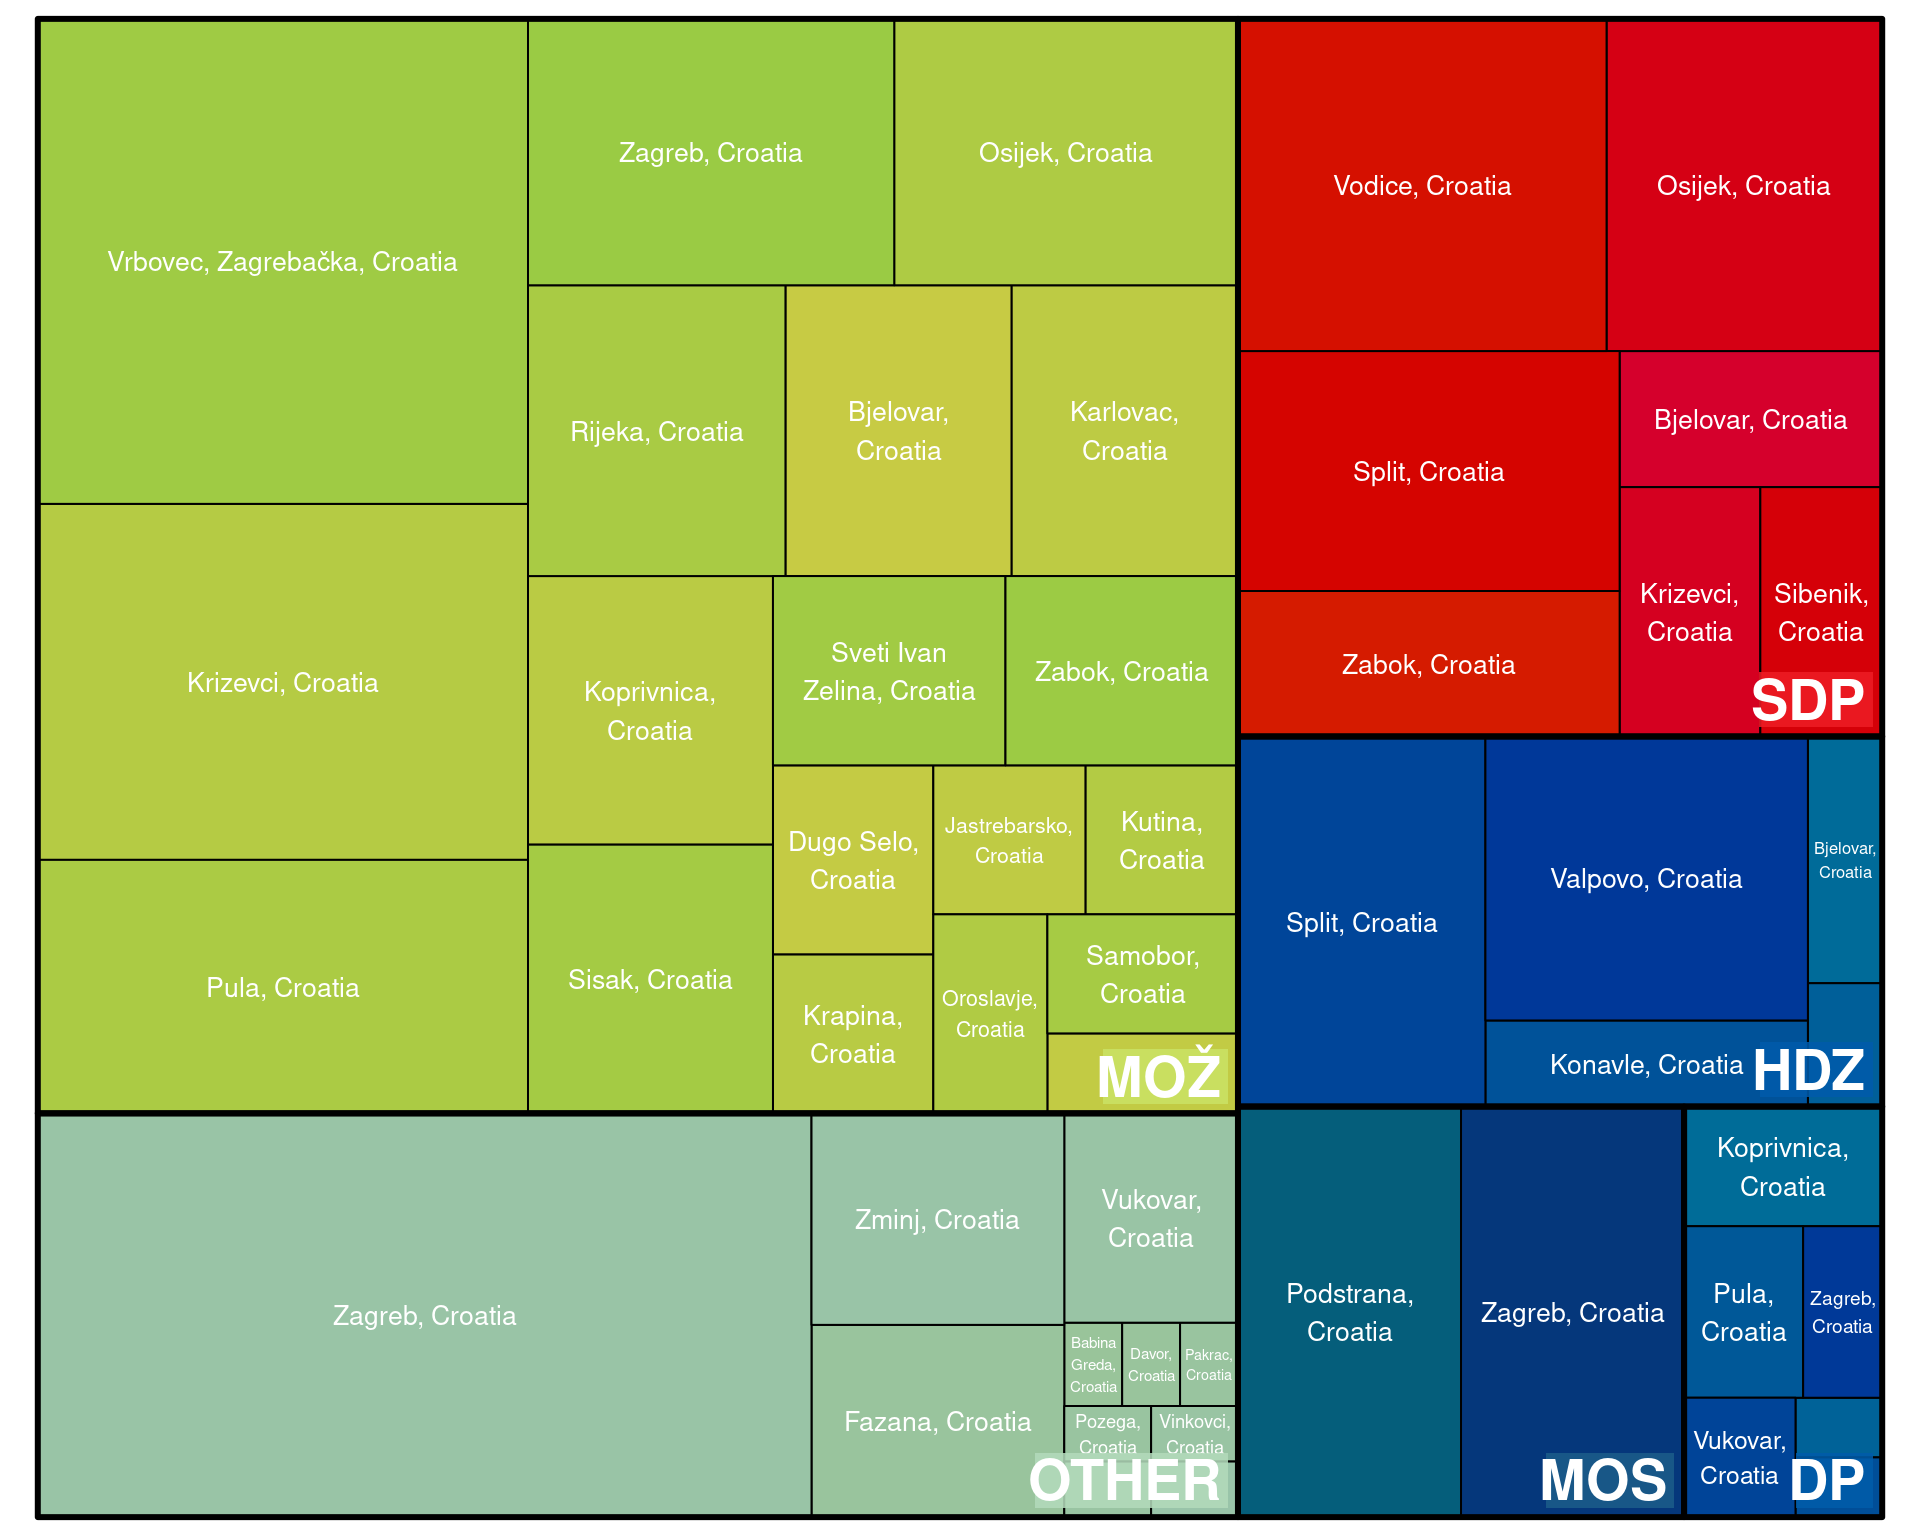 Vrbovec, Zagrebačka, Croatia
Krizevci, Croatia
Pula, Croatia
Zagreb, Croatia
Osijek, Croatia
Rijeka, Croatia
Bjelovar,
Croatia
Karlovac,
Croatia
Koprivnica,
Croatia
Sisak, Croatia
Sveti Ivan
Zelina, Croatia
Zabok, Croatia
Dugo Selo,
Croatia
Krapina,
Croatia
Jastrebarsko,
Croatia
Kutina,
Croatia
Oroslavje,
Croatia
Samobor,
Croatia
MOŽ
Zagreb, Croatia
Zminj, Croatia
Fazana, Croatia
Vukovar,
Croatia
Babina
Greda,
Croatia
Davor,
Croatia
Pakrac,
Croatia
Pozega,
Croatia
Vinkovci,
Croatia
OTHER
Vodice, Croatia
Osijek, Croatia
Split, Croatia
Zabok, Croatia
Bjelovar, Croatia
Krizevci,
Croatia
Sibenik,
Croatia
SDP
Split, Croatia
Valpovo, Croatia
Konavle, Croatia
Bjelovar,
Croatia
HDZ
Podstrana,
Croatia
Zagreb, Croatia
MOS
Koprivnica,
Croatia
Pula,
Croatia
Zagreb,
Croatia
Vukovar,
Croatia
DP